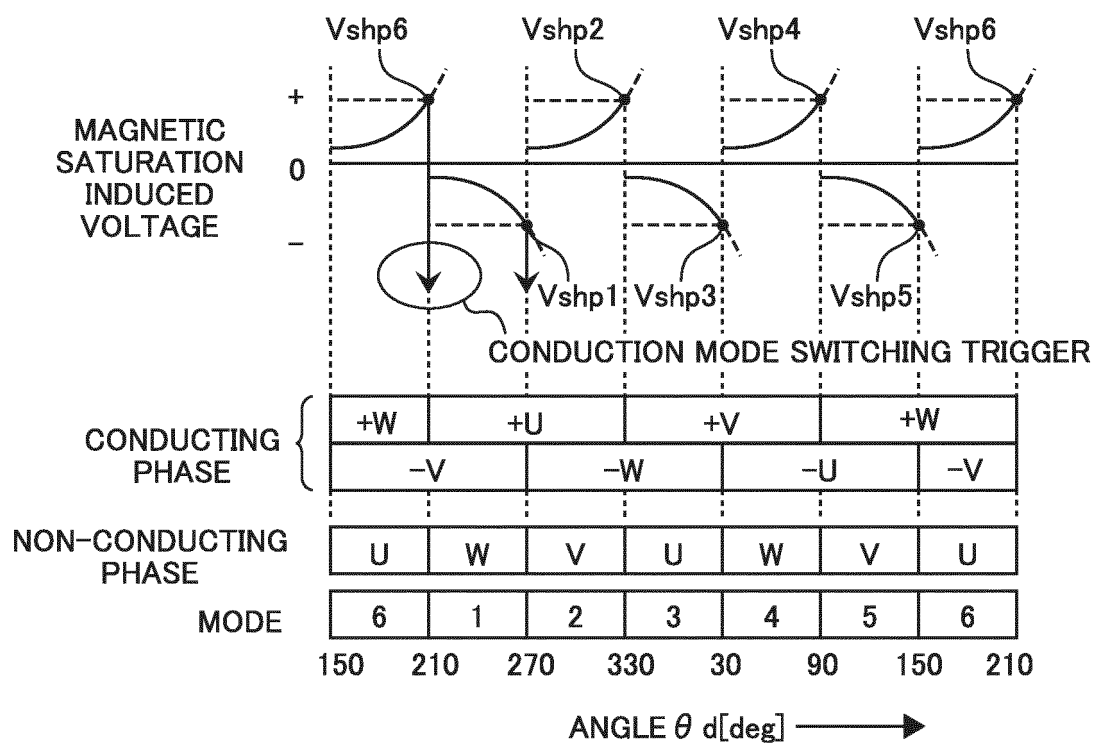 Vshp6 Vshp2 Vshp4 Vshp6
+
MAGNETIC
SATURATION
INDUCED
VOLTAGE
0
−
Vshp1 Vshp3 Vshp5
CONDUCTION MODE SWITCHING TRIGGER
CONDUCTING
PHASE
+W +U +V +W
−V −W −U −V
NON-CONDUCTING
PHASE
U W V U W V U
MODE 6 1 2 3 4 5 6
150 210 270 330 30 90 150 210
ANGLE θ d[deg]